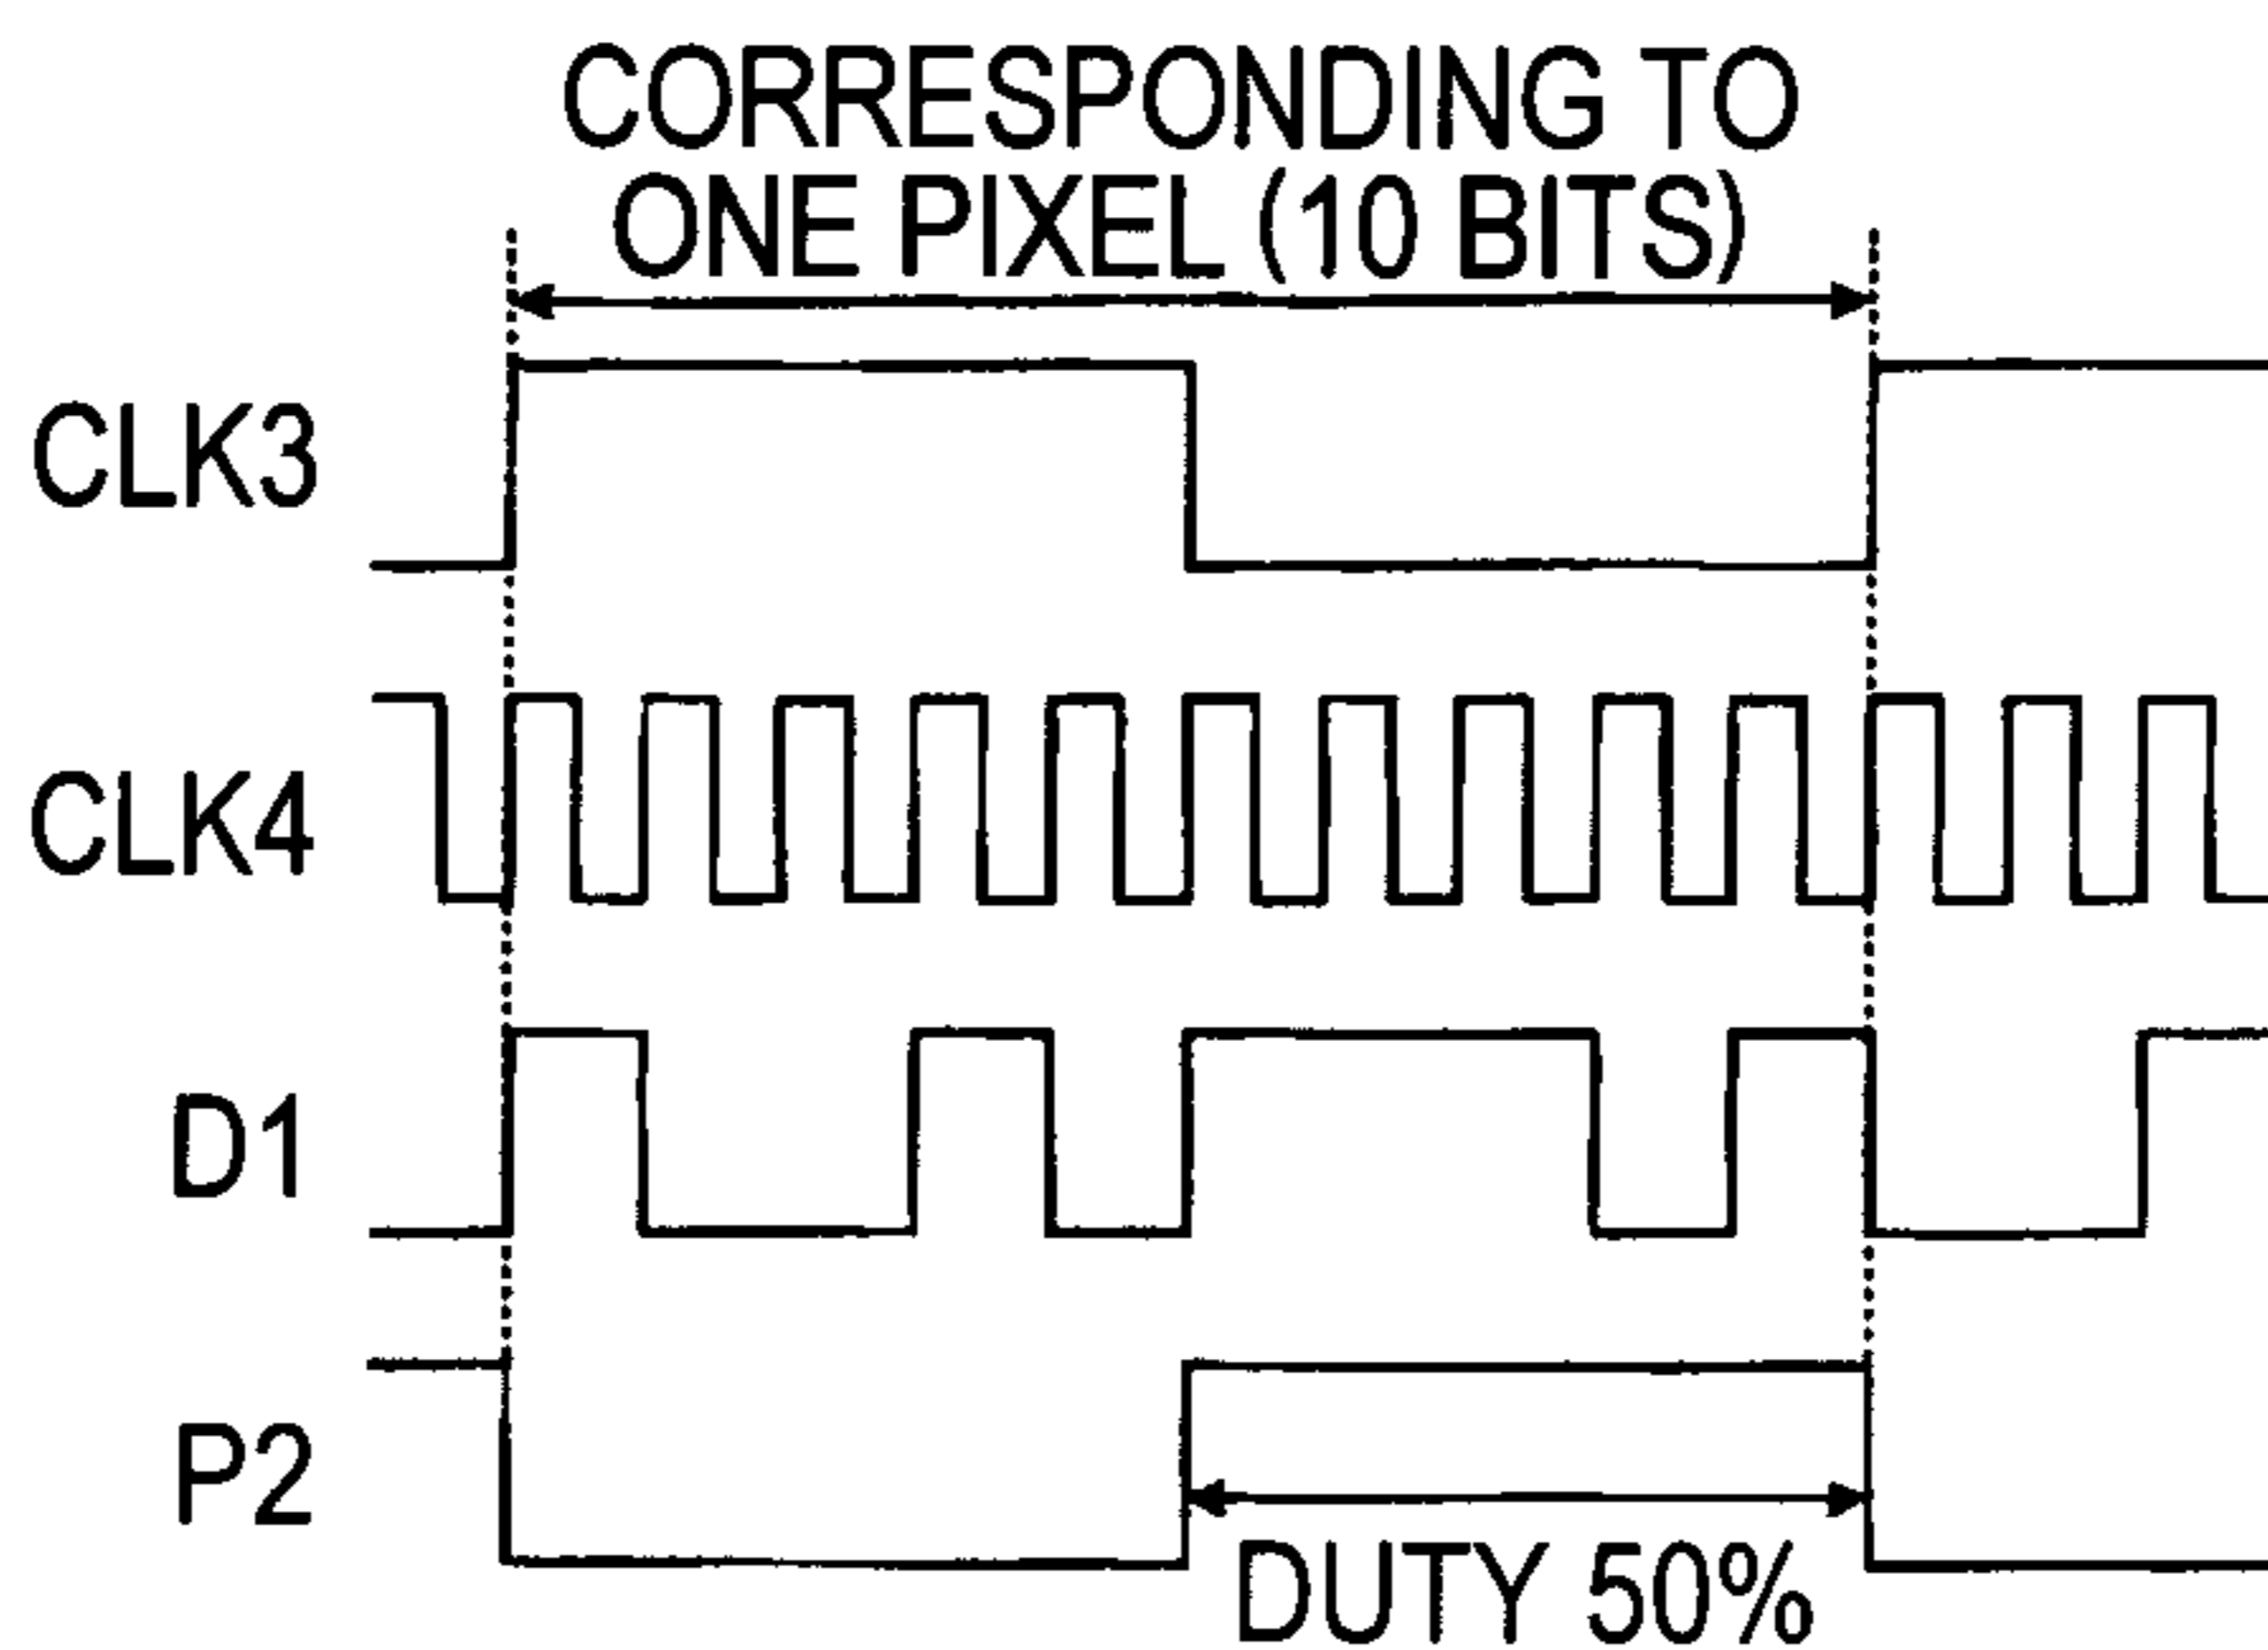 CORRESPONDING TO
ONE PIXEL (10 BITS)
CLK3
CLK4
D1
P2
DUTY 50%